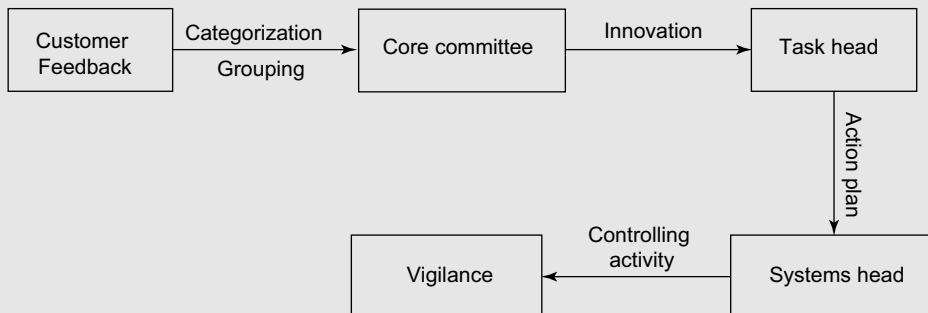 Customer
Feedback
Categorization
Grouping
Core committee
Innovation
Task head
Action plan
Systems head
Controlling
activity
Vigilance